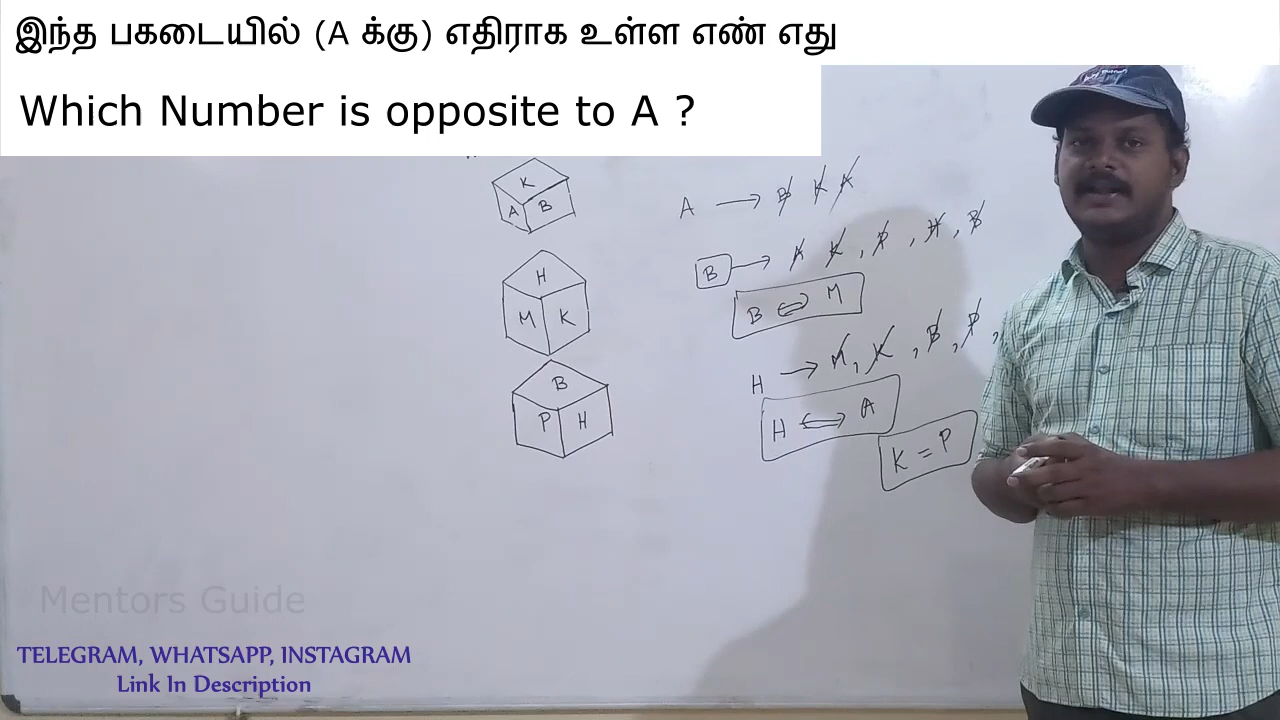 இந்த பகடையில் (A க்கு) எதிராக உள்ள எண் எது
Which Number is opposite to A ?
K
A B
A → B K A
H
M K
B → A K , P , H , B
B ⇔ M
B
P H
H → M, K , B , P ,
H ⇔ A
K = P
Mentors Guide
TELEGRAM, WHATSAPP, INSTAGRAM
Link In Description